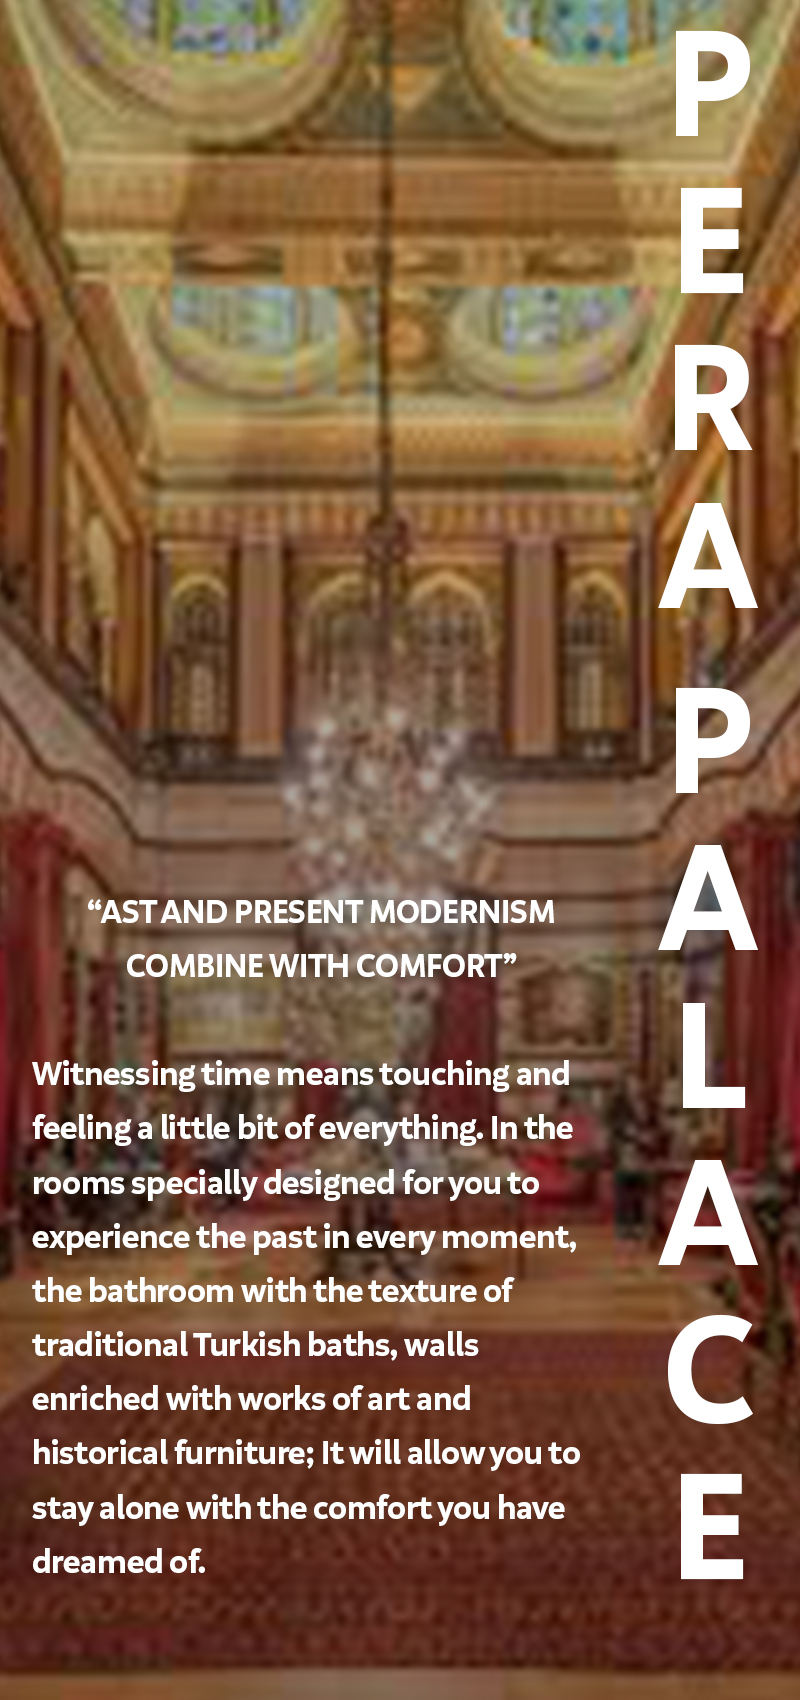 PERA PALACE
“AST AND PRESENT MODERNISM
COMBINE WITH COMFORT”
Witnessing time means touching and
feeling a little bit of everything. In the
rooms specially designed for you to
experience the past in every moment,
the bathroom with the texture of
traditional Turkish baths, walls
enriched with works of art and
historical furniture; It will allow you to
stay alone with the comfort you have
dreamed of.